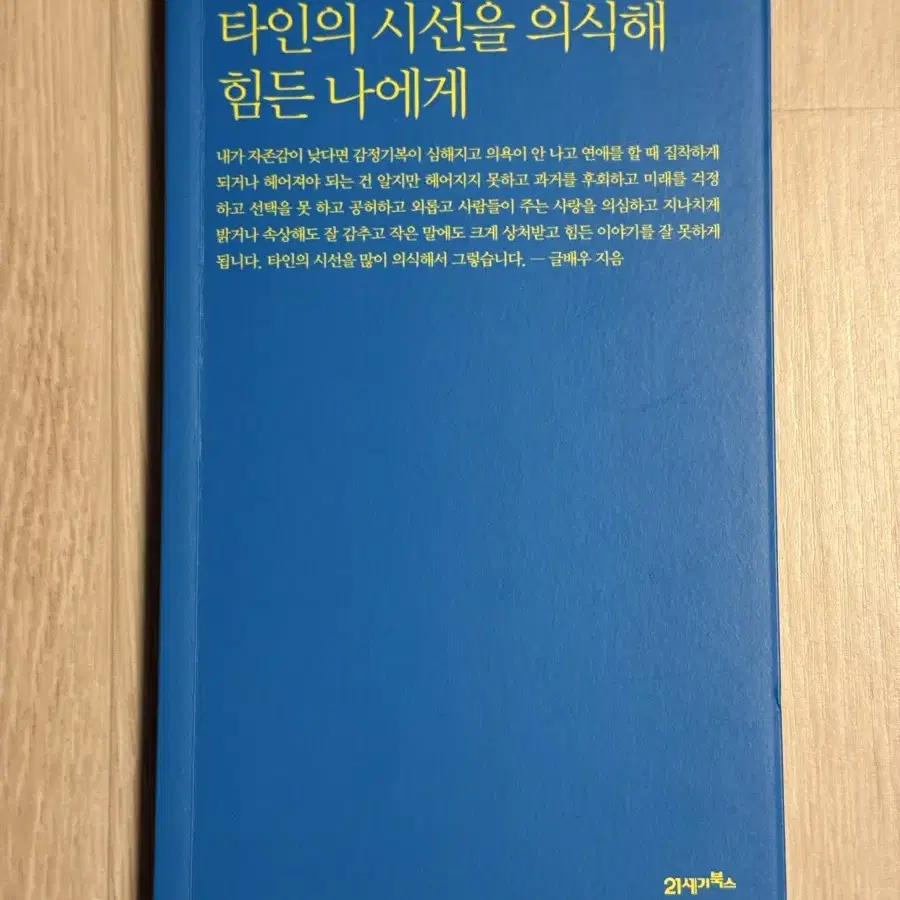 타인의 시선을 의식해
힘든 나에게
내가 자존감이 낮다면 감정기복이 심해지고 의욕이 안 나고 연애를 할 때 집착하게
되거나 헤어져야 되는 건 알지만 헤어지지 못하고 과거를 후회하고 미래를 걱정
하고 선택을 못 하고 공허하고 외롭고 사람들이 주는 사랑을 의심하고 지나치게
밝거나 속상해도 잘 감추고 작은 말에도 크게 상처받고 힘든 이야기를 잘 못하게
됩니다. 타인의 시선을 많이 의식해서 그렇습니다. — 글배우 지음
21세기북스